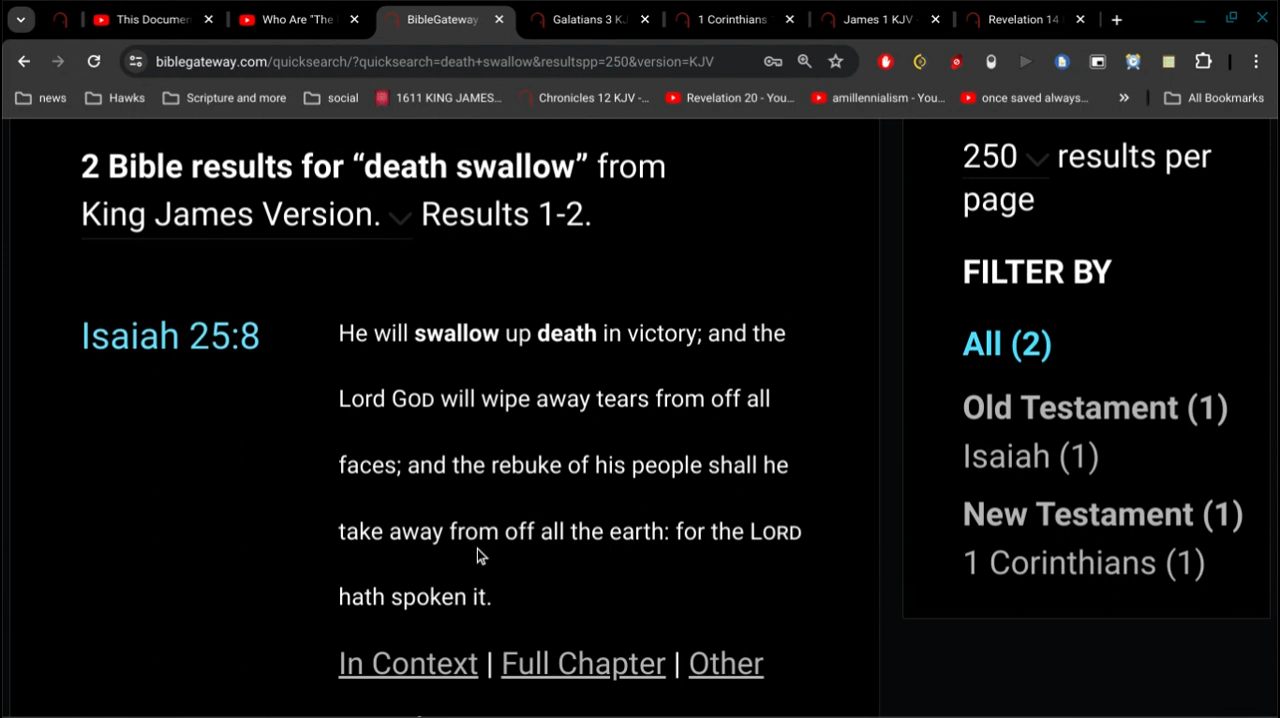 This Documen
Who Are "The
BibleGateway
Galatians 3 KJ
1 Corinthians
James 1 KJV
Revelation 14
biblegateway.com/quicksearch/?quicksearch=death+swallow&resultspp=250&version=KJV
news
Hawks
Scripture and more
social
1611 KING JAMES...
Chronicles 12 KJV -...
Revelation 20 - You...
amillennialism - You...
once saved always...
All Bookmarks
2 Bible results for “death swallow” from
King James Version. Results 1-2.
Isaiah 25:8
He will swallow up death in victory; and the
Lord GOD will wipe away tears from off all
faces; and the rebuke of his people shall he
take away from off all the earth: for the LORD
hath spoken it.
In Context | Full Chapter | Other
250 results per
page
FILTER BY
All (2)
Old Testament (1)
Isaiah (1)
New Testament (1)
1 Corinthians (1)